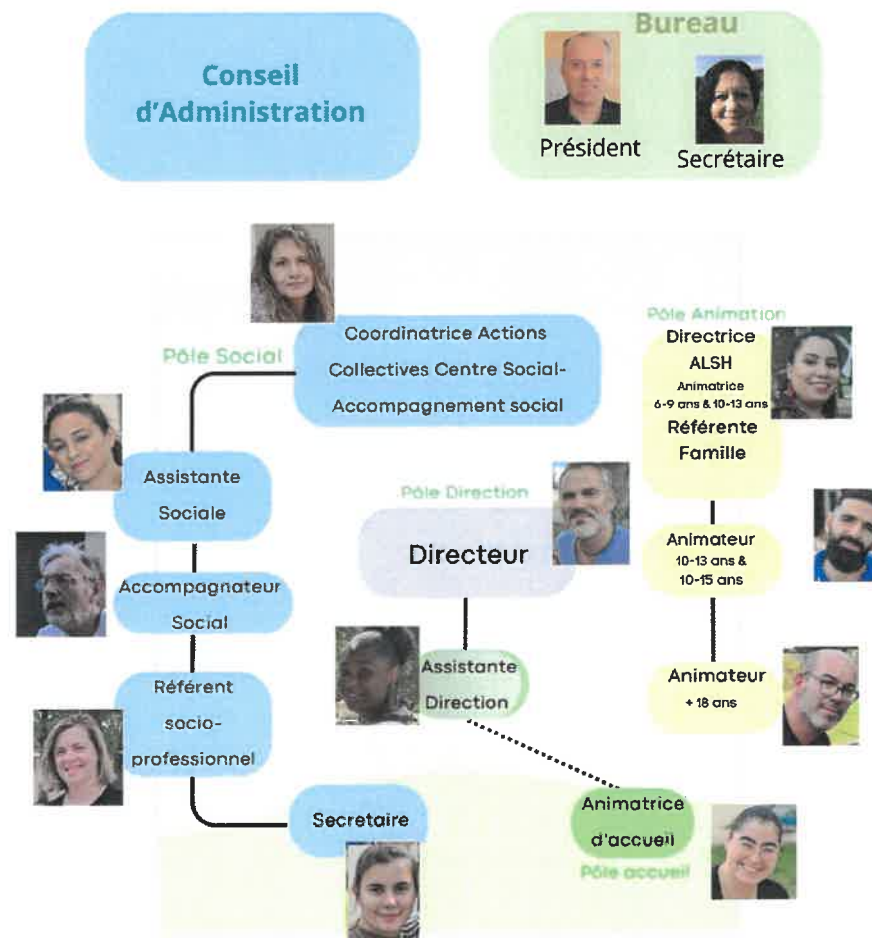 Conseil
d'Administration
Bureau
Président
Secrétaire
Pôle Social
Coordinatrice Actions
Collectives Centre Social-
Accompagnement social
Assistante
Sociale
Accompagnateur
Social
Référent
socio-
professionnel
Secretaire
Pôle Direction
Directeur
Assistante
Direction
Animatrice
d'accueil
Pôle accueil
Pôle Animation
Directrice
ALSH
Animatrice
6-9 ans & 10-13 ans
Référente
Famille
Animateur
10-13 ans &
10-15 ans
Animateur
+ 18 ans